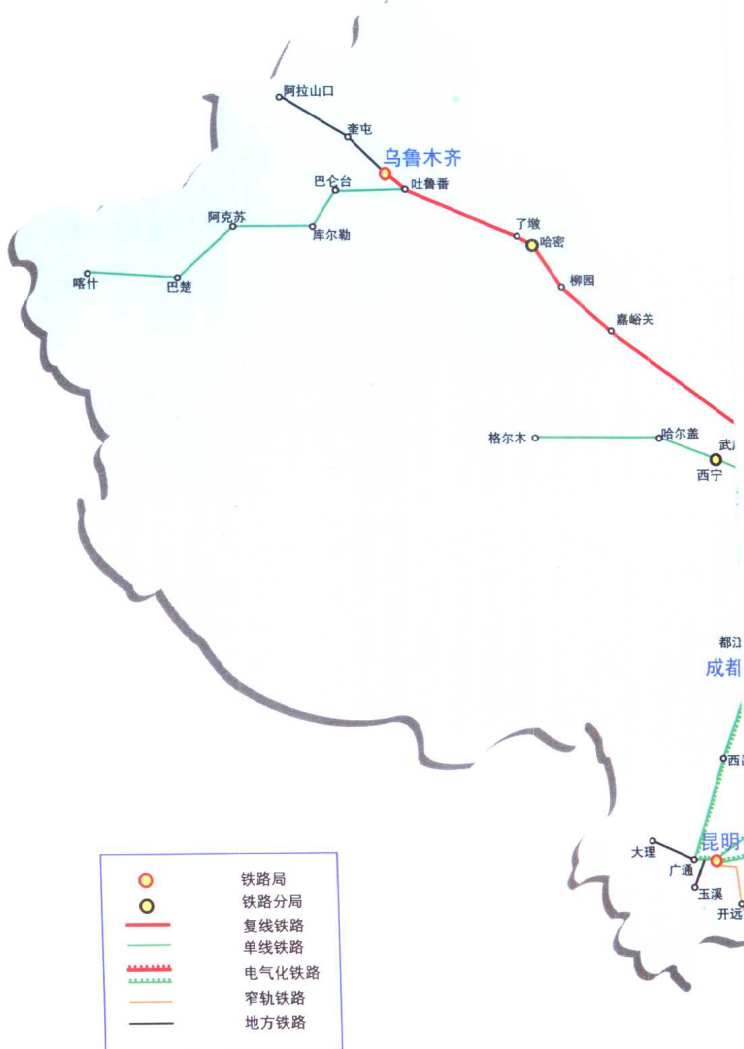 阿拉山口
奎屯
乌鲁木齐
巴仑台
吐鲁番
阿克苏
库尔勒
了墩
哈密
喀什
巴楚
柳园
嘉峪关
格尔木
哈尔盖
武
西宁
都江
成都
西昌
昆明
大理
广通
玉溪
开远
铁路局
铁路分局
复线铁路
单线铁路
电气化铁路
窄轨铁路
地方铁路